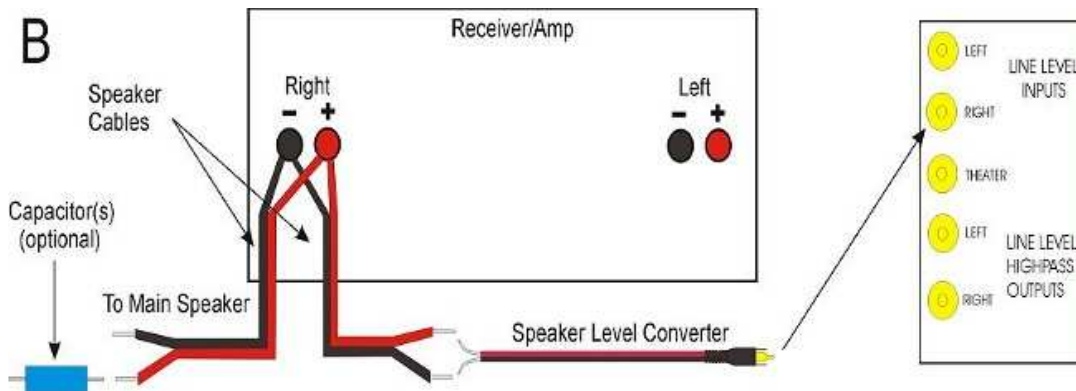 B
Receiver/Amp
Speaker
Cables
Right
- +
Left
- +
LEFT
LINE LEVEL
INPUTS
RIGHT
THEATER
LEFT
LINE LEVEL
HIGHPASS
OUTPUTS
RIGHT
Capacitor(s)
(optional)
To Main Speaker
Speaker Level Converter